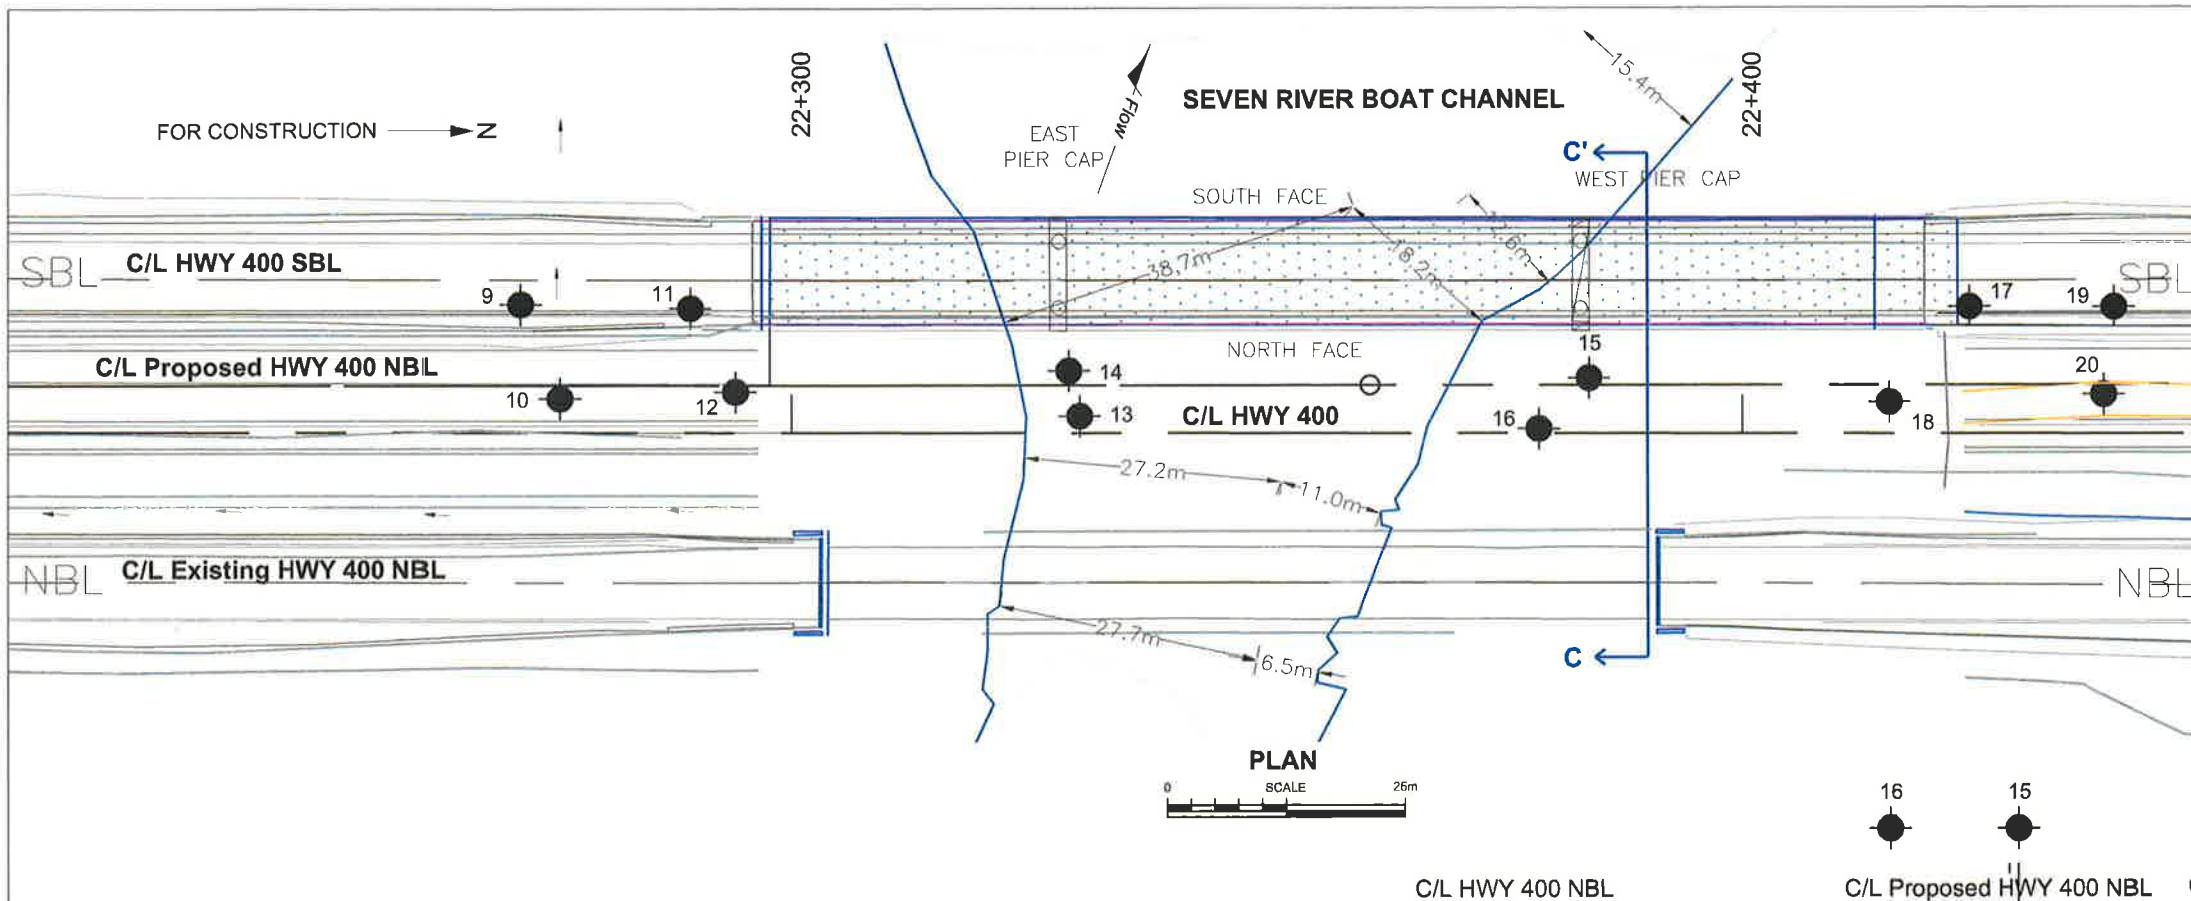 22+300
22+400
15.4m
SEVEN RIVER BOAT CHANNEL
FOR CONSTRUCTION
N
Flow
EAST
PIER CAP
C'
WEST PIER CAP
SOUTH FACE
12.6m
SBL
C/L HWY 400 SBL
38.7m
18.2m
SBL
9
11
17
19
NORTH FACE
15
C/L Proposed HWY 400 NBL
14
20
10
12
13
C/L HWY 400
16
18
27.2m
11.0m
NBL
C/L Existing HWY 400 NBL
NBL
27.7m
6.5m
C
PLAN
0
SCALE
25m
16
15
C/L HWY 400 NBL
C/L Proposed HWY 400 NBL